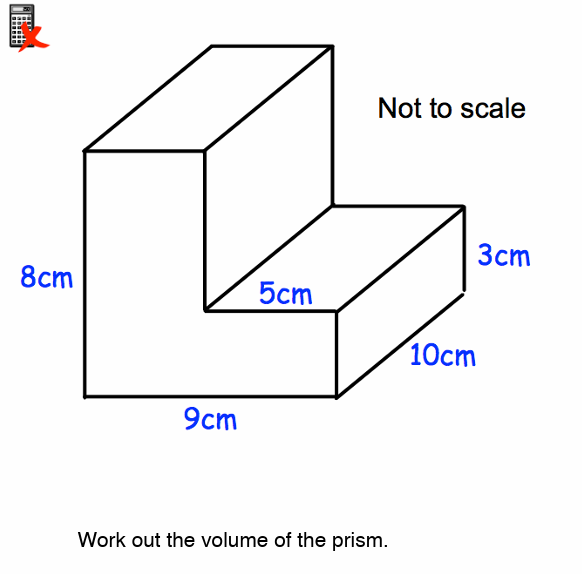 Not to scale
8cm
3cm
5cm
10cm
9cm
Work out the volume of the prism.